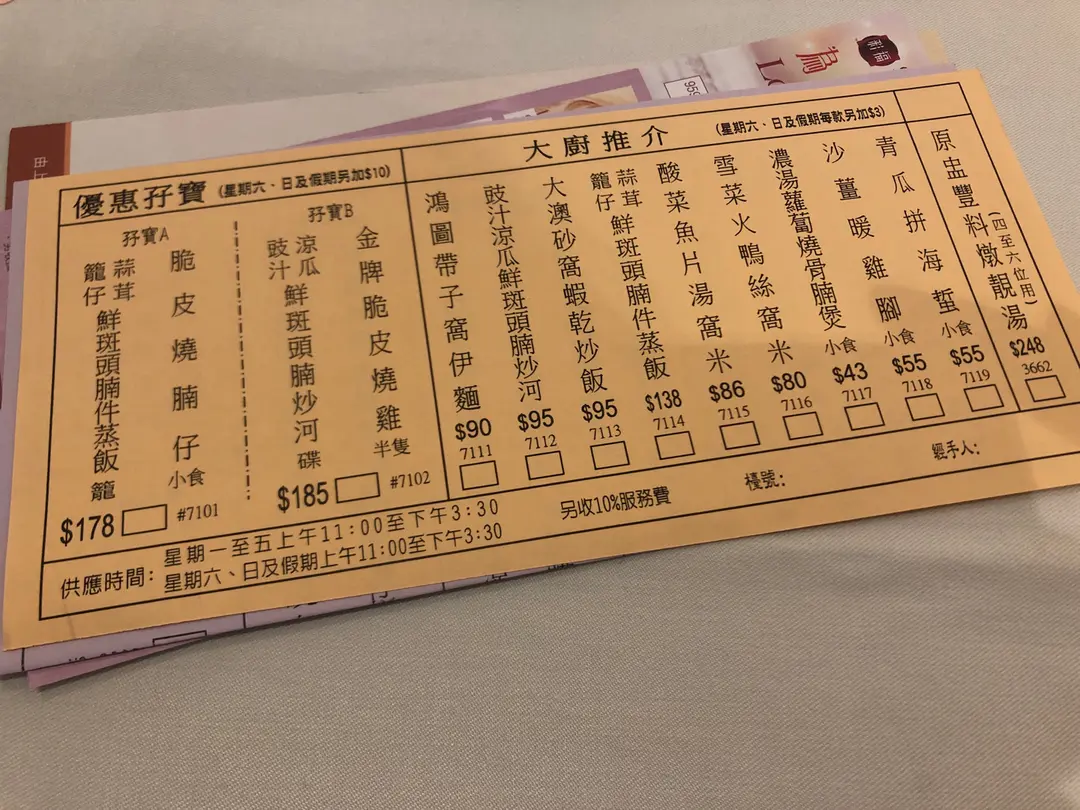 優惠孖寶 (星期六．日及假期另加$10)
孖寶A
籠仔蒜茸鮮斑頭腩件蒸飯 籠
脆皮燒腩仔 小食
$178 #7101
孖寶B
豉汁涼瓜鮮斑頭腩炒河 碟
金牌脆皮燒雞 半隻
$185 #7102
大廚推介 (星期六．日及假期每款另加$3)
鴻圖帶子窩伊麵 $90 7111
豉汁涼瓜鮮斑頭腩炒河 $95 7112
大澳砂窩蝦乾炒飯 $95 7113
籠仔蒜茸鮮斑頭腩件蒸飯 $138 7114
酸菜魚片湯窩米 $86 7115
雪菜火鴨絲窩米 $80 7116
濃湯蘿蔔燒骨腩煲 小食 $43 7117
沙薑暖雞腳 小食 $55 7118
青瓜拼海蜇 小食 $55 7119
原盅豐料燉靚湯 (四至六位用) $248 3662
供應時間：
星期一至五上午11:00至下午3:30
星期六、日及假期上午11:00至下午3:30
另收10%服務費
檯號：
經手人：